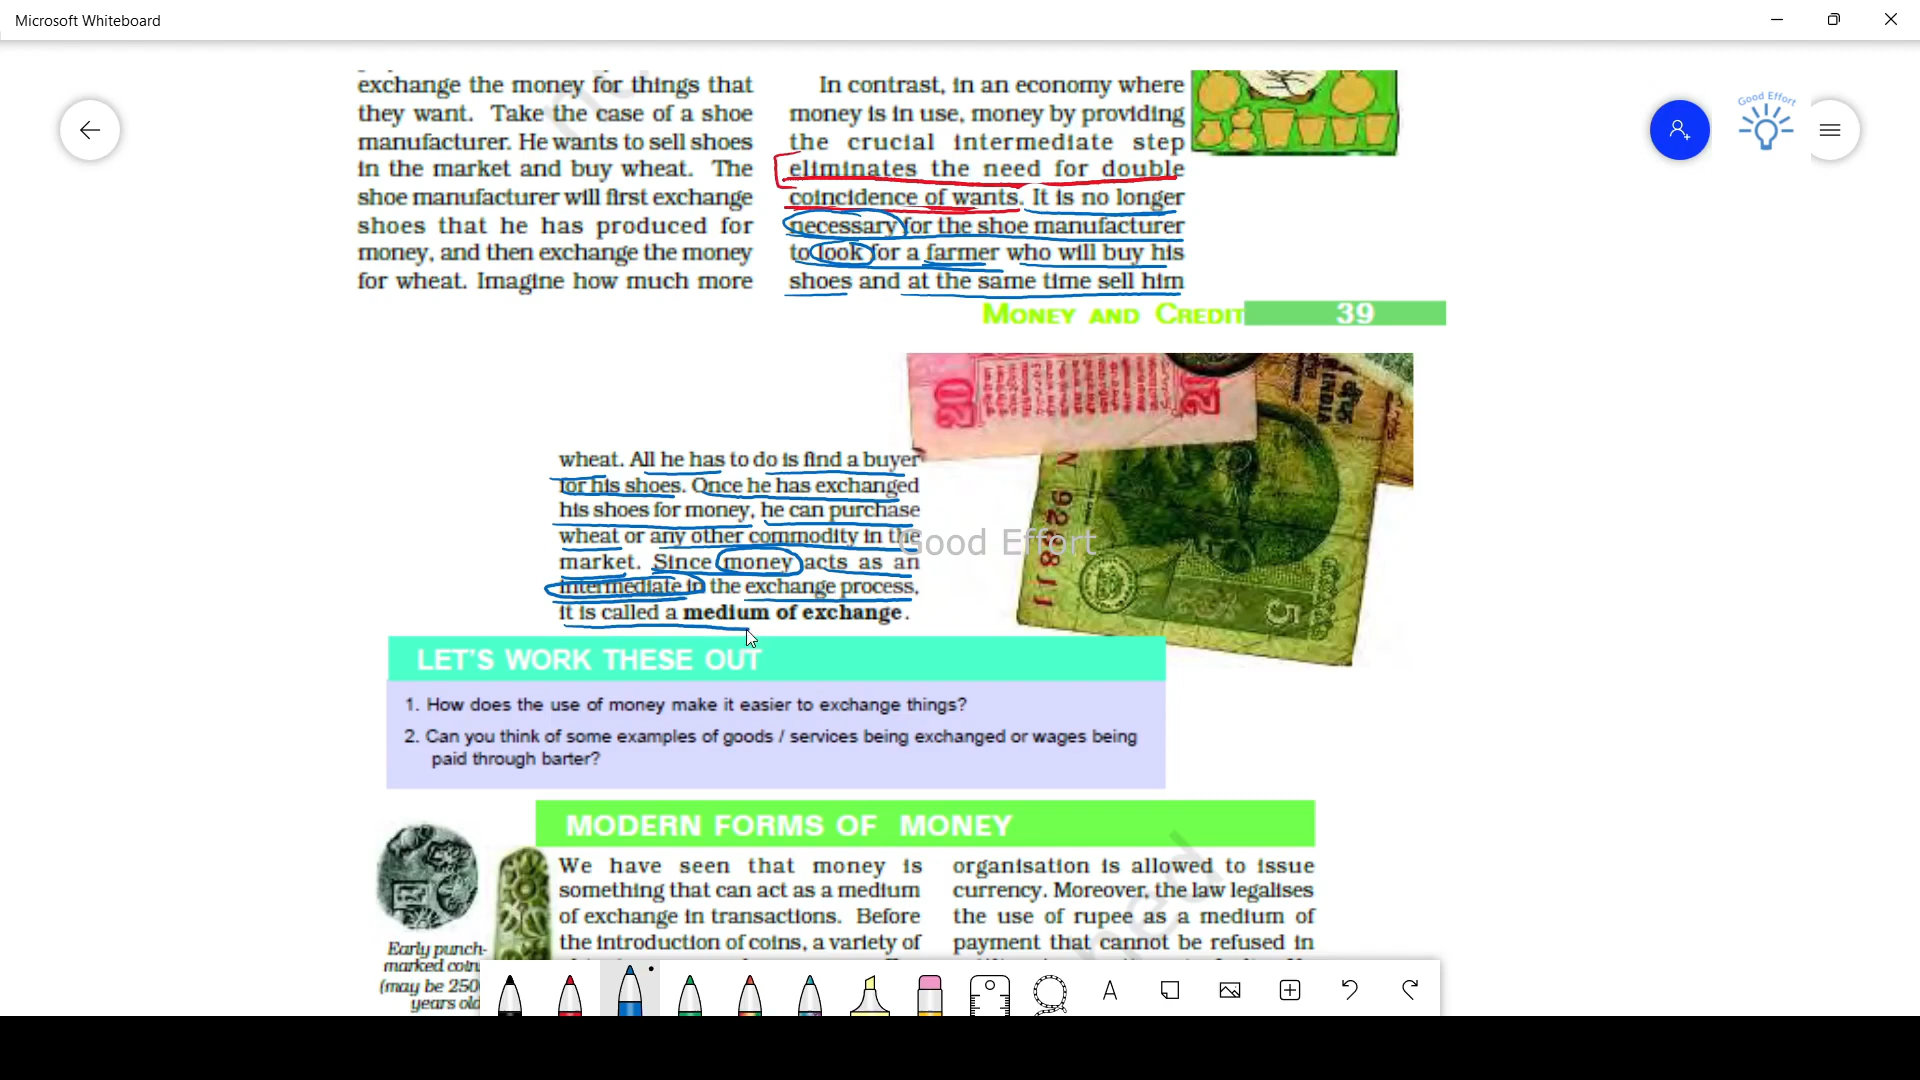 Microsoft Whiteboard
exchange the money for things that
they want. Take the case of a shoe
manufacturer. He wants to sell shoes
in the market and buy wheat. The
shoe manufacturer will first exchange
shoes that he has produced for
money, and then exchange the money
for wheat. Imagine how much more
In contrast, in an economy where
money is in use, money by providing
the crucial intermediate step
eliminates the need for double
coincidence of wants. It is no longer
necessary for the shoe manufacturer
to look for a farmer who will buy his
shoes and at the same time sell him
Good Effort
MONEY AND CREDIT 39
20
INDIA
N 928811
wheat. All he has to do is find a buyer
for his shoes. Once he has exchanged
his shoes for money, he can purchase
wheat or any other commodity in the
market. Since money acts as an
intermediate in the exchange process,
it is called a medium of exchange.
Good Effort
LET'S WORK THESE OUT
1. How does the use of money make it easier to exchange things?
2. Can you think of some examples of goods / services being exchanged or wages being
paid through barter?
MODERN FORMS OF MONEY
We have seen that money is
something that can act as a medium
of exchange in transactions. Before
the introduction of coins, a variety of
organisation is allowed to issue
currency. Moreover, the law legalises
the use of rupee as a medium of
payment that cannot be refused in
Early punch-
marked coin
(may be 250
years old